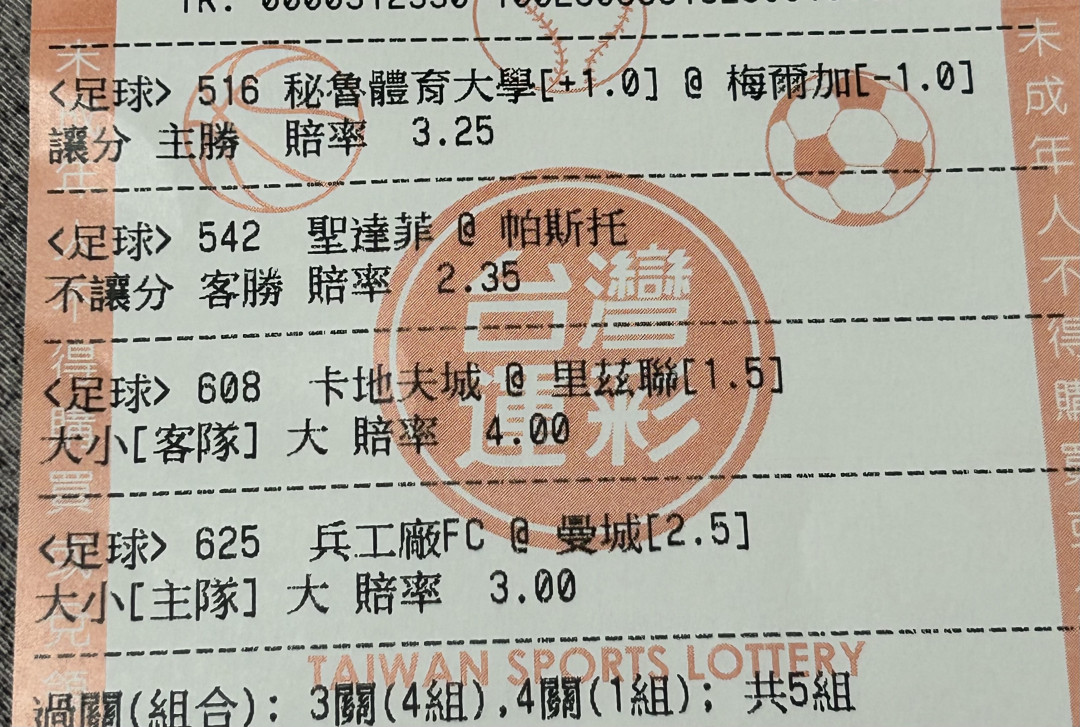 <足球> 516 秘魯體育大學[+1.0] @ 梅爾加[-1.0]
讓分 主勝 賠率 3.25
<足球> 542 聖達菲 @ 帕斯托
不讓分 客勝 賠率 2.35
<足球> 608 卡地夫城 @ 里茲聯[1.5]
大小[客隊] 大 賠率 4.00
<足球> 625 兵工廠FC @ 曼城[2.5]
大小[主隊] 大 賠率 3.00
過關(組合): 3關(4組),4關(1組); 共5組
台灣運彩
TAIWAN SPORTS LOTTERY
未成年人不得購買